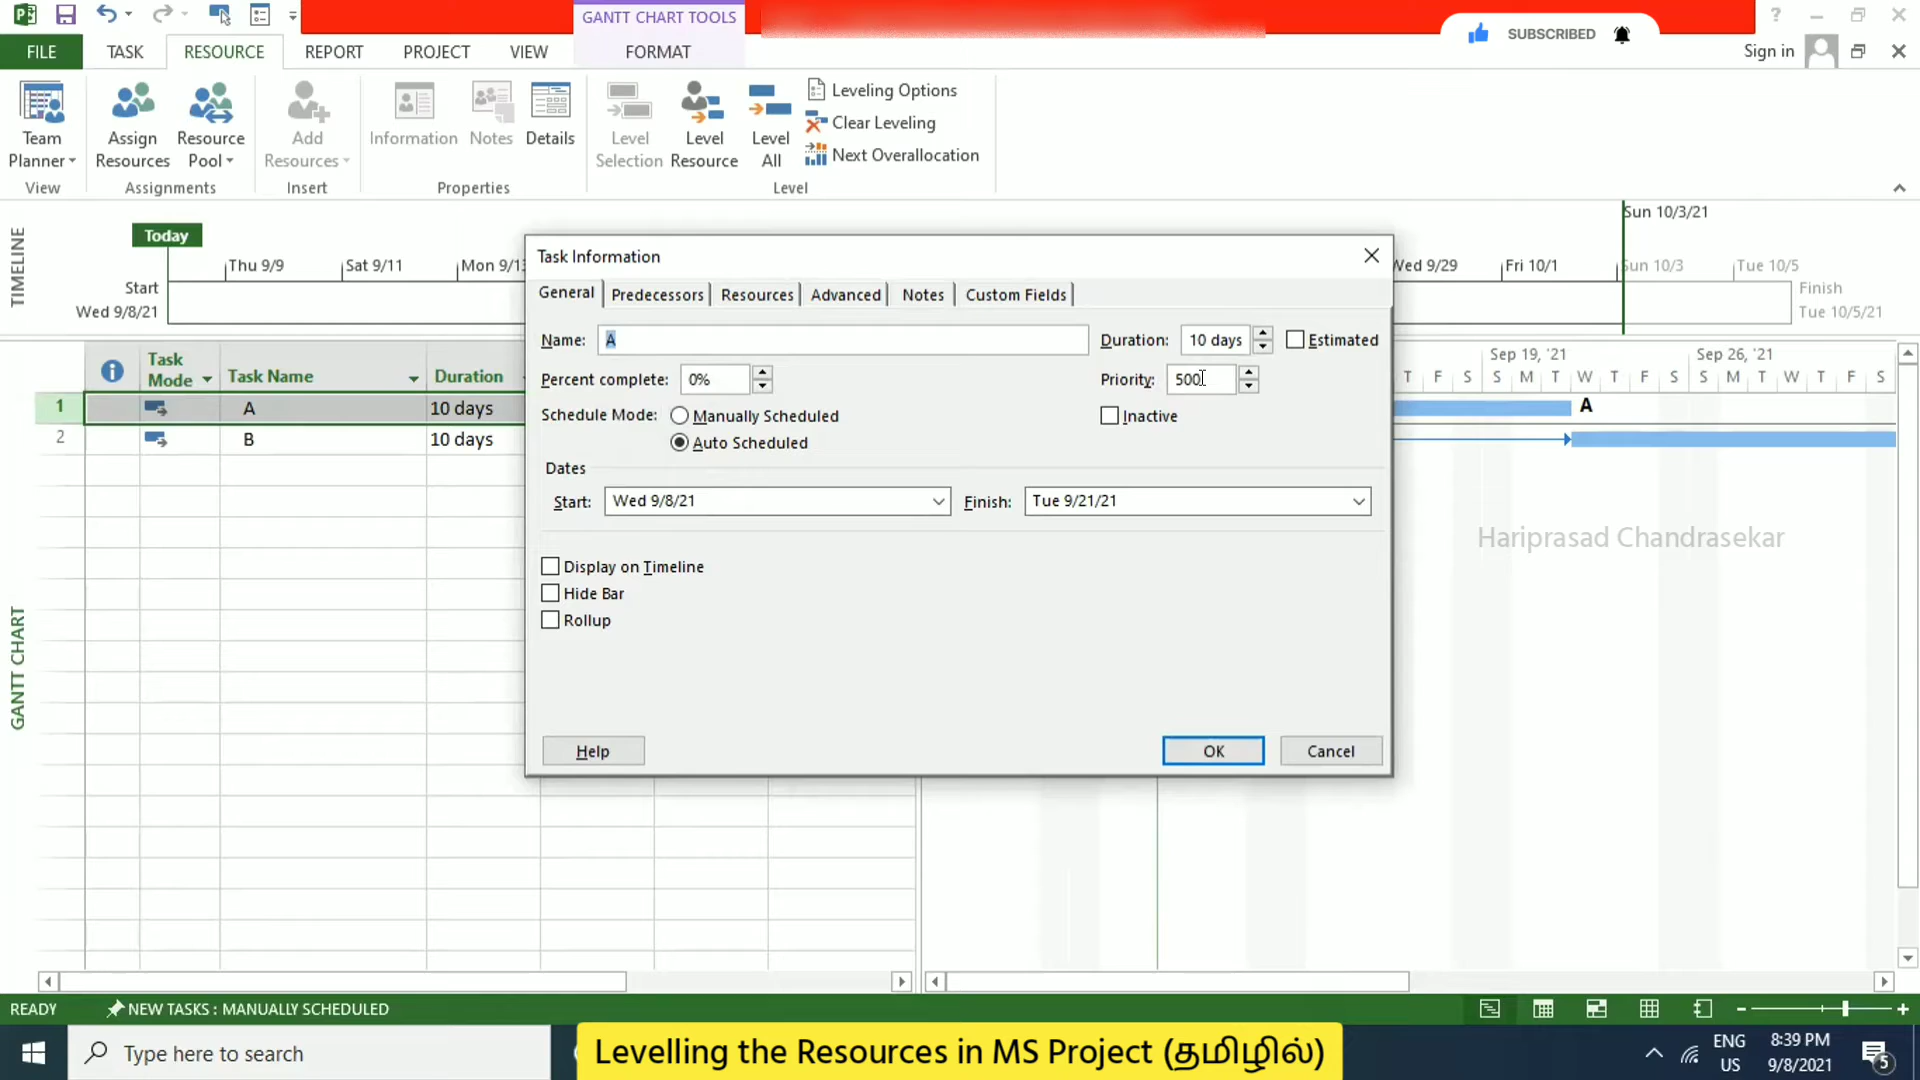 GANTT CHART TOOLS
SUBSCRIBED
FILE TASK RESOURCE REPORT PROJECT VIEW FORMAT Sign in
Team Planner
Assign Resources
Resource Pool
Add Resources
Information
Notes
Details
Level Selection
Level Resource
Level All
Leveling Options
Clear Leveling
Next Overallocation
View Assignments Insert Properties Level
TIMELINE
Today
Sun 10/3/21
Thu 9/9 Sat 9/11 Mon 9/13 Wed 9/29 Fri 10/1 Sun 10/3 Tue 10/5
Start
Wed 9/8/21
Finish
Tue 10/5/21
Task Information
General Predecessors Resources Advanced Notes Custom Fields
Name: A Duration: 10 days Estimated
Percent complete: 0% Priority: 500
Schedule Mode: Manually Scheduled Inactive
Auto Scheduled
Dates
Start: Wed 9/8/21 Finish: Tue 9/21/21
Display on Timeline
Hide Bar
Rollup
Help OK Cancel
GANTT CHART
Task Mode Task Name Duration
1 A 10 days
2 B 10 days
Sep 19, '21 Sep 26, '21
T F S S M T W T F S S M T W T F S
A
Hariprasad Chandrasekar
READY NEW TASKS : MANUALLY SCHEDULED
Type here to search
Levelling the Resources in MS Project (தமிழில்)
ENG
US
8:39 PM
9/8/2021
5